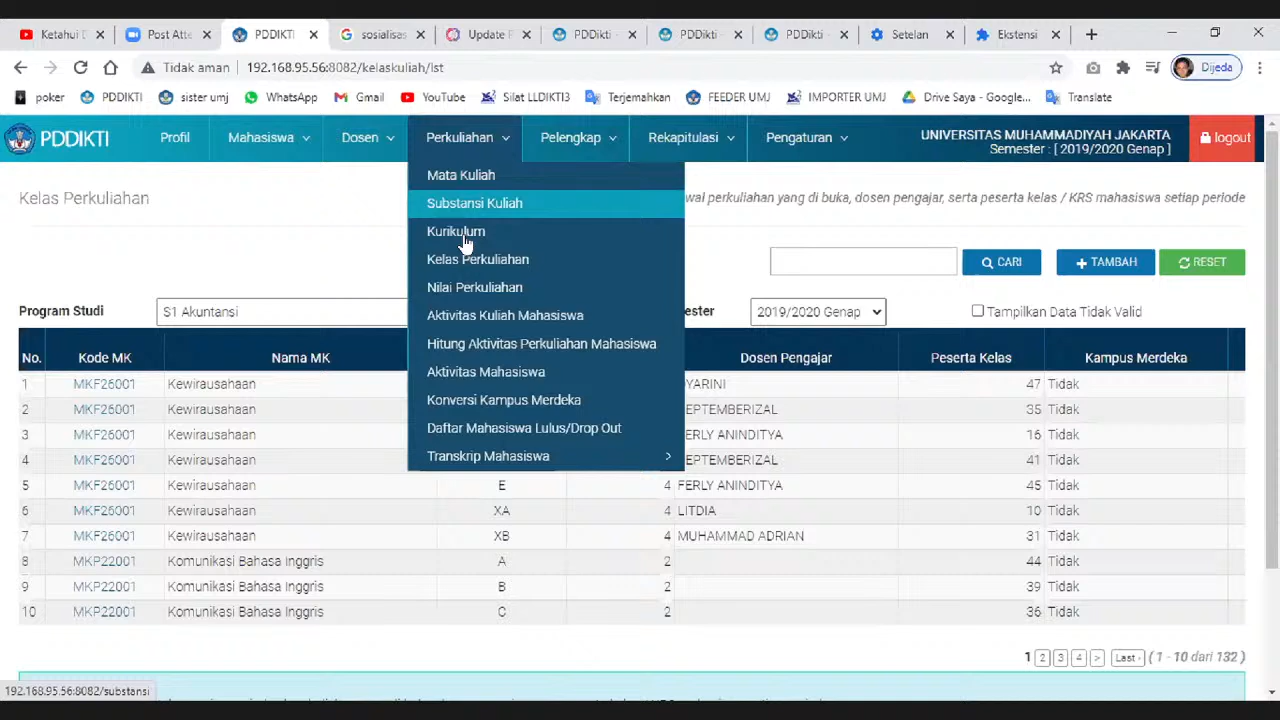 Ketahui D
Post Atte
PDDIKTI
sosialisas
Update P
PDDikti -
PDDikti -
PDDikti -
Setelan
Ekstensi
Tidak aman
192.168.95.56:8082/kelaskuliah/lst
Dijeda
poker
PDDIKTI
sister umj
WhatsApp
Gmail
YouTube
Silat LLDIKTI3
Terjemahkan
FEEDER UMJ
IMPORTER UMJ
Drive Saya - Google...
Translate
PDDIKTI
Profil
Mahasiswa
Dosen
Perkuliahan
Pelengkap
Rekapitulasi
Pengaturan
UNIVERSITAS MUHAMMADIYAH JAKARTA
Semester : [ 2019/2020 Genap ]
logout
Mata Kuliah
Substansi Kuliah
Kurikulum
Kelas Perkuliahan
Nilai Perkuliahan
Aktivitas Kuliah Mahasiswa
Hitung Aktivitas Perkuliahan Mahasiswa
Aktivitas Mahasiswa
Konversi Kampus Merdeka
Daftar Mahasiswa Lulus/Drop Out
Transkrip Mahasiswa
Kelas Perkuliahan
wal perkuliahan yang di buka, dosen pengajar, serta peserta kelas / KRS mahasiswa setiap periode
CARI
TAMBAH
RESET
Program Studi
S1 Akuntansi
ester
2019/2020 Genap
Tampilkan Data Tidak Valid
No. Kode MK Nama MK Dosen Pengajar Peserta Kelas Kampus Merdeka
1 MKF26001 Kewirausahaan YARINI 47 Tidak
2 MKF26001 Kewirausahaan EPTEMBERIZAL 35 Tidak
3 MKF26001 Kewirausahaan ERLY ANINDITYA 16 Tidak
4 MKF26001 Kewirausahaan EPTEMBERIZAL 41 Tidak
5 MKF26001 Kewirausahaan E 4 FERLY ANINDITYA 45 Tidak
6 MKF26001 Kewirausahaan XA 4 LITDIA 10 Tidak
7 MKF26001 Kewirausahaan XB 4 MUHAMMAD ADRIAN 31 Tidak
8 MKP22001 Komunikasi Bahasa Inggris A 2 44 Tidak
9 MKP22001 Komunikasi Bahasa Inggris B 2 39 Tidak
10 MKP22001 Komunikasi Bahasa Inggris C 2 36 Tidak
1 2 3 4 > Last - ( 1 - 10 dari 132 )
192.168.95.56:8082/substansi